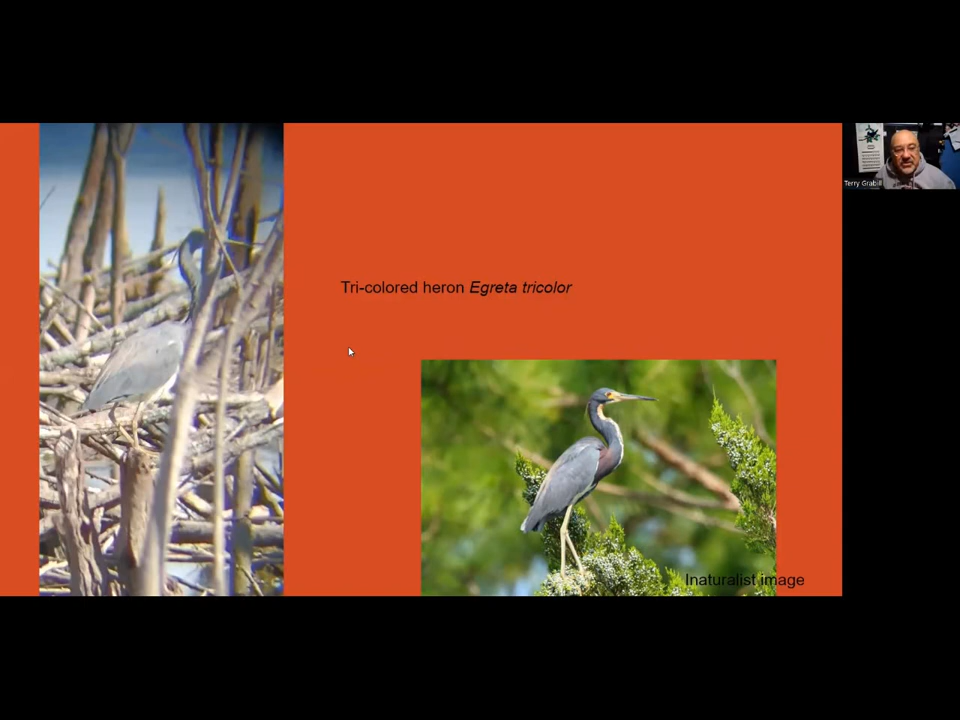 Terry Grabill
Tri-colored heron Egreta tricolor
Inaturalist image